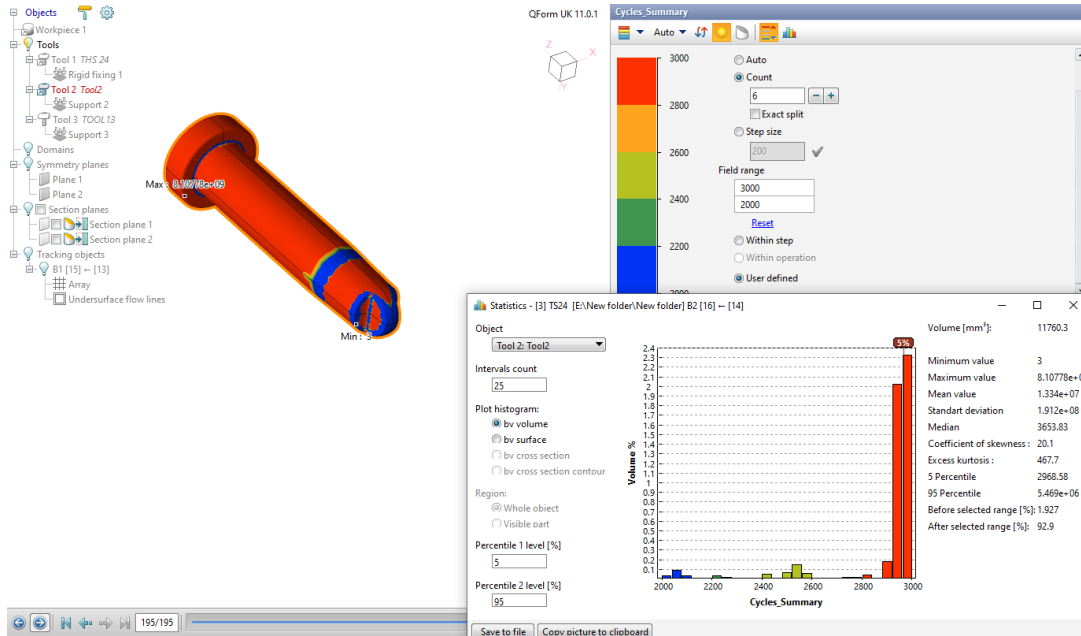 Objects
QForm UK 11.0.1
Workpiece 1
Tools
Tool 1 THS 24
Rigid fixing 1
Tool 2 Tool2
Support 2
Tool 3 TOOL13
Support 3
Domains
Symmetry planes
Plane 1
Plane 2
Section planes
Section plane 1
Section plane 2
Tracking objects
B1 [15] ← [13]
Array
Undersurface flow lines
Z
X
Y
Max : 8.10778e+09
Min : 3
195/195
Cycles_Summary
Auto
3000
2800
2600
2400
2200
2000
Auto
Count
6
Exact split
Step size
200
Field range
3000
2000
Reset
Within step
Within operation
User defined
Statistics - [3] TS24 [E:\New folder\New folder] B2 [16] ← [14]
Object
Tool 2: Tool2
Intervals count
25
Plot histogram:
by volume
by surface
by cross section
by cross section contour
Region:
Whole object
Visible part
Percentile 1 level [%]
5
Percentile 2 level [%]
95
Save to file
Copy picture to clipboard
5%
2.4
2.3
2.2
2.1
2
1.9
1.8
1.7
1.6
1.5
1.4
1.3
1.2
1.1
1
0.9
0.8
0.7
0.6
0.5
0.4
0.3
0.2
0.1
Volume %
2000 2200 2400 2600 2800 3000
Cycles_Summary
Volume [mm³]: 11760.3
Minimum value 3
Maximum value 8.10778e+0
Mean value 1.334e+07
Standart deviation 1.912e+08
Median 3653.83
Coefficient of skewness : 20.1
Excess kurtosis : 467.7
5 Percentile 2968.58
95 Percentile 5.469e+06
Before selected range [%]: 1.927
After selected range [%]: 92.9